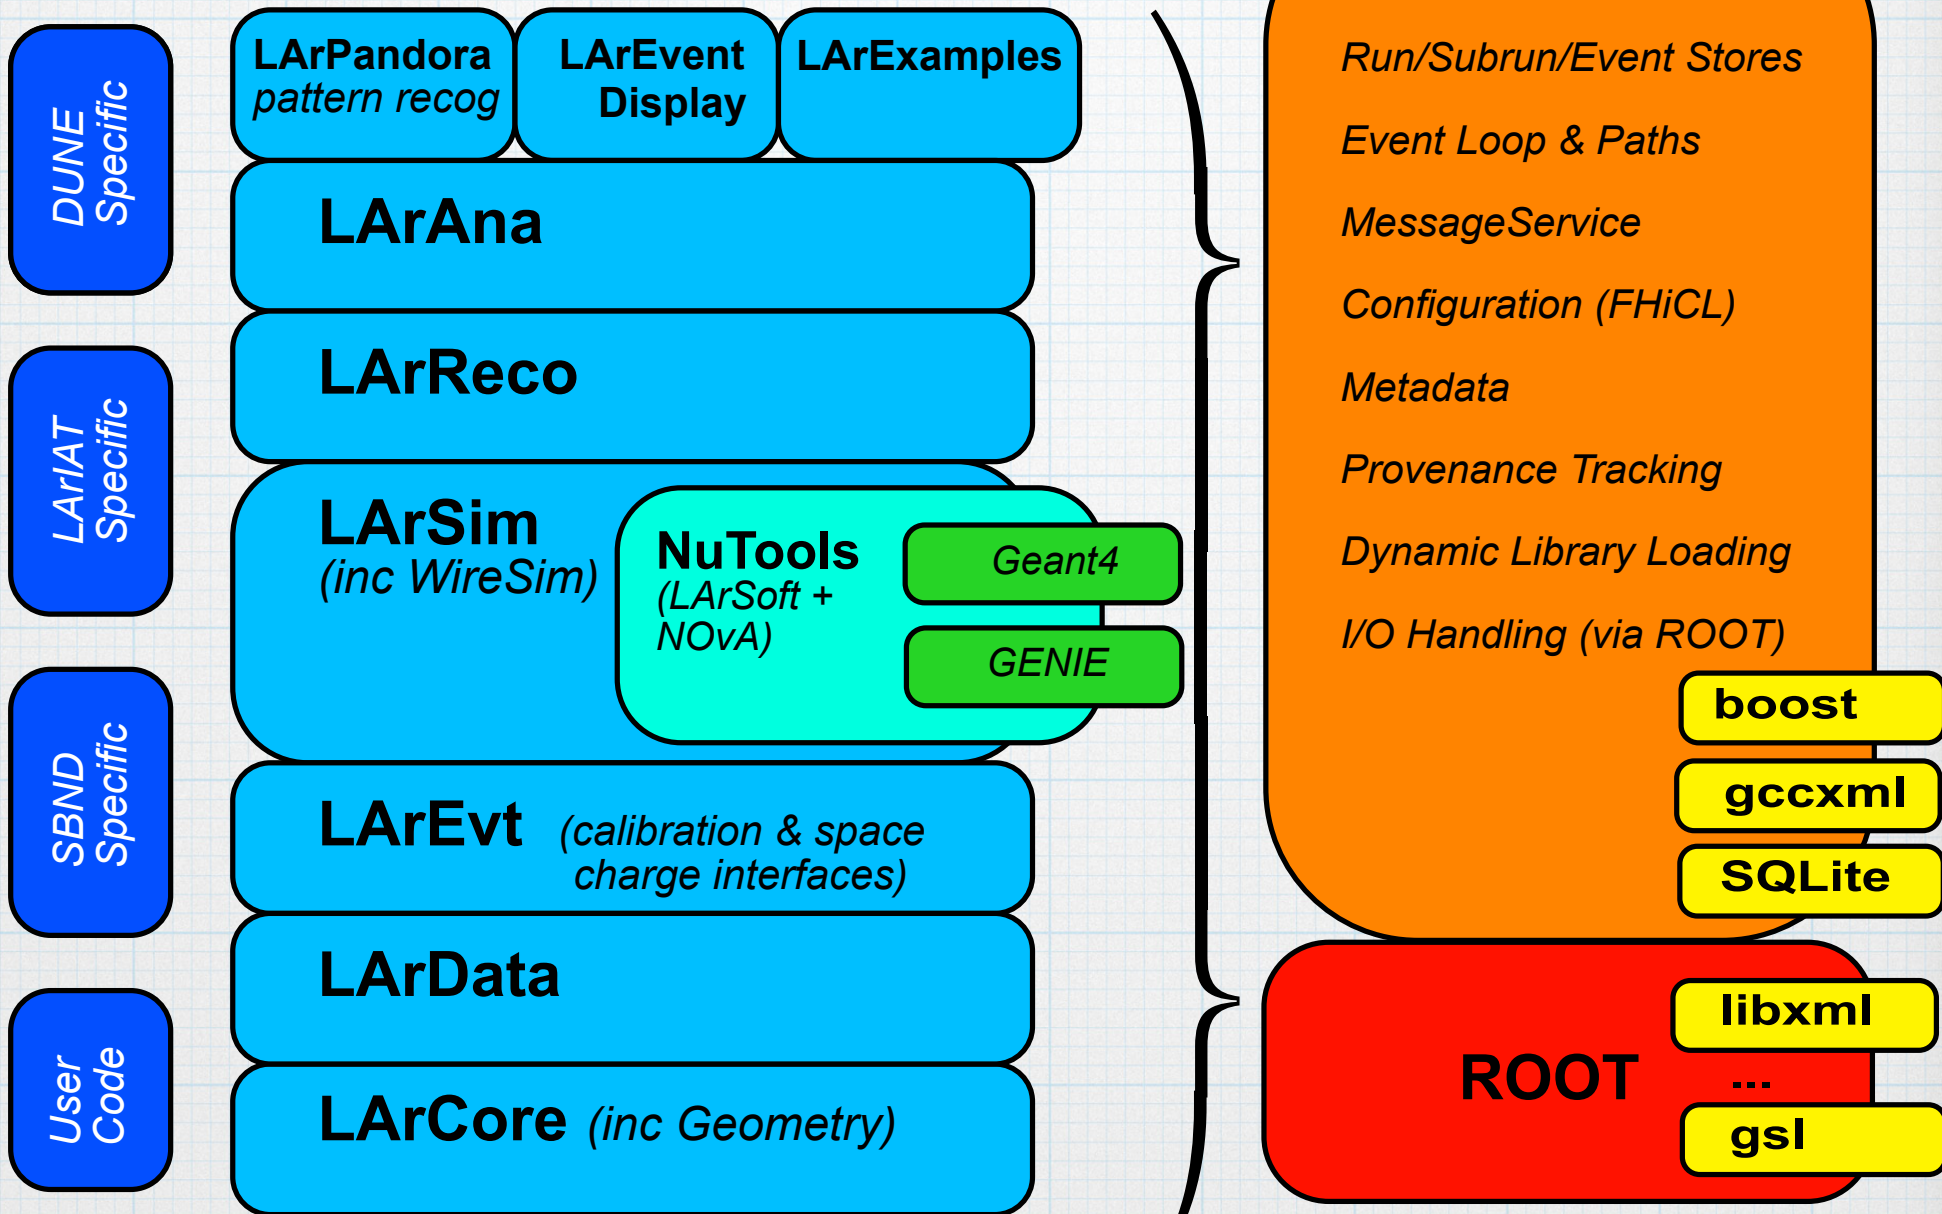 DUNE
Specific
LArIAT
Specific
SBND
Specific
User
Code
LArPandora
pattern recog
LArEvent
Display
LArExamples
LArAna
LArReco
LArSim
(inc WireSim)
NuTools
(LArSoft +
NOvA)
Geant4
GENIE
LArEvt (calibration & space
charge interfaces)
LArData
LArCore (inc Geometry)
Run/Subrun/Event Stores
Event Loop & Paths
MessageService
Configuration (FHiCL)
Metadata
Provenance Tracking
Dynamic Library Loading
I/O Handling (via ROOT)
boost
gccxml
SQLite
ROOT
libxml
...
gsl